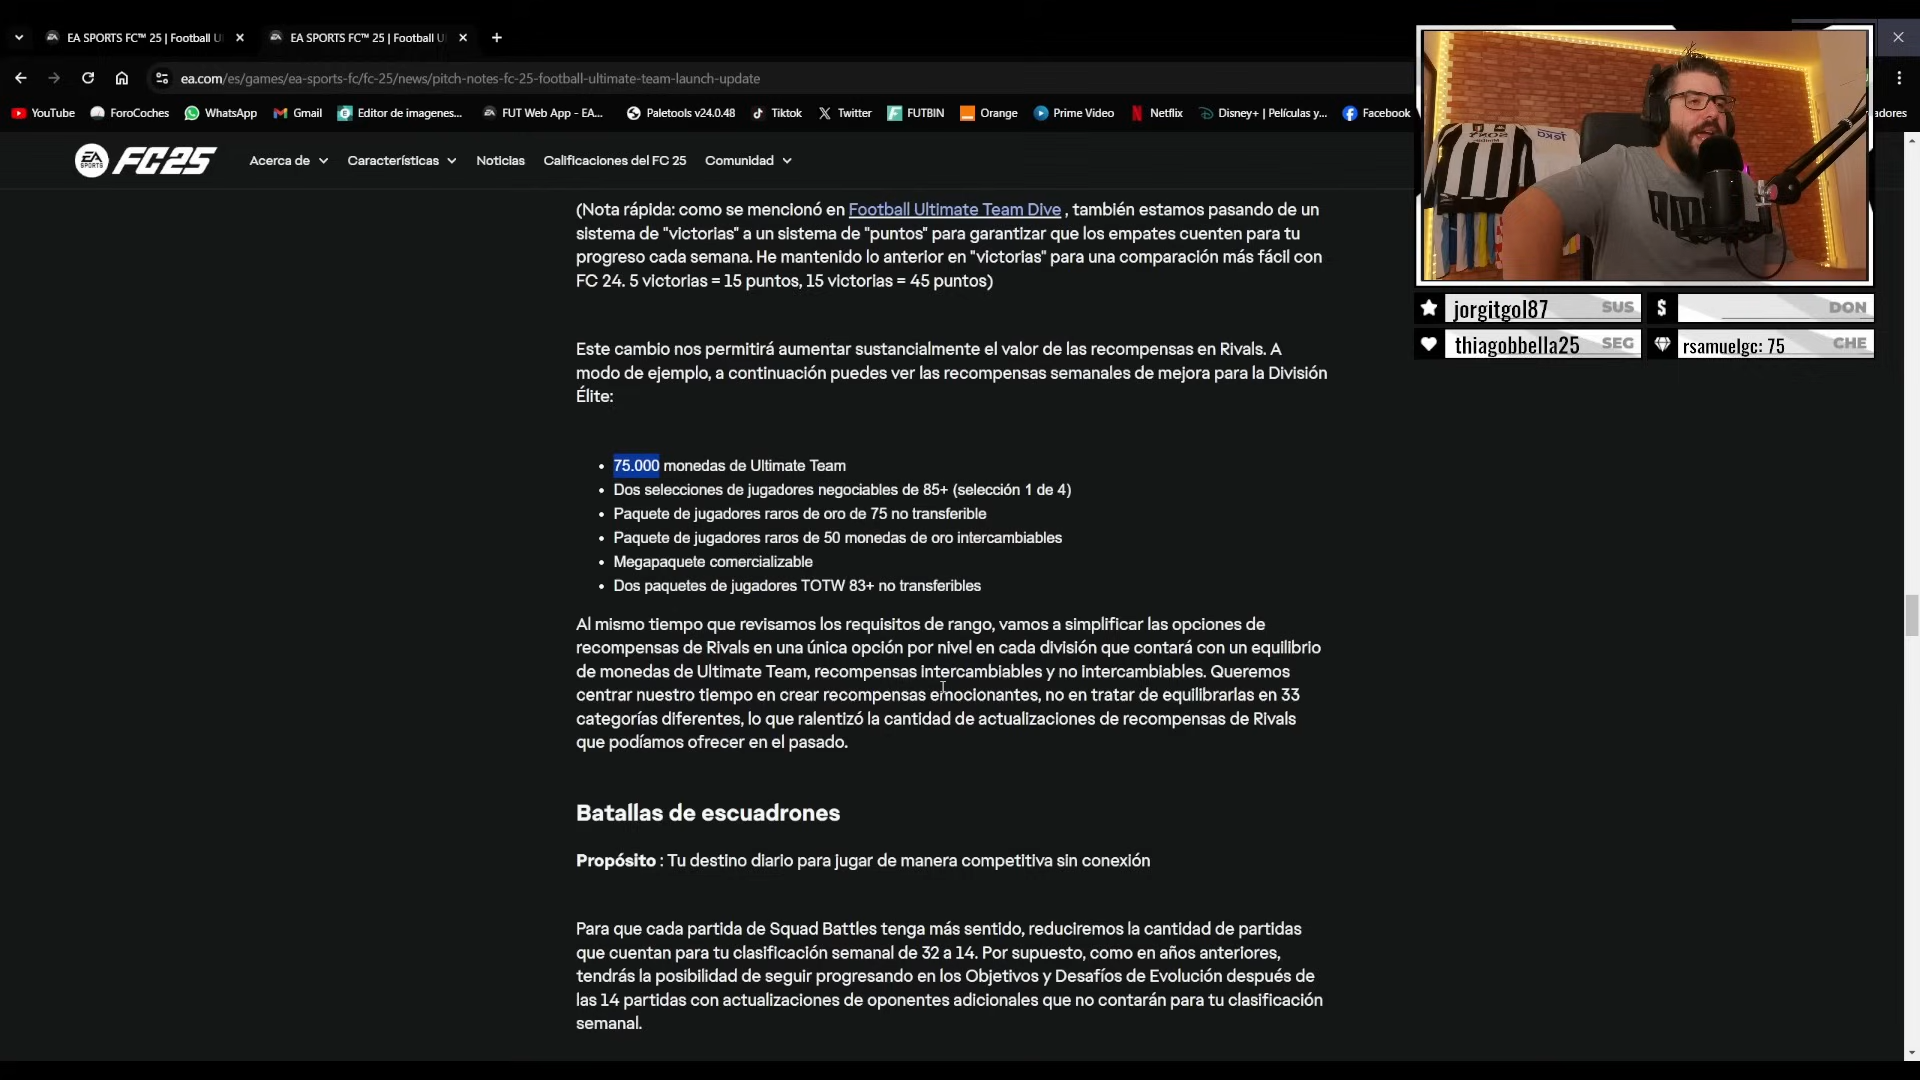 EA SPORTS FC™ 25 | Football U
EA SPORTS FC™ 25 | Football U
ea.com/es/games/ea-sports-fc/fc-25/news/pitch-notes-fc-25-football-ultimate-team-launch-update
YouTube
ForoCoches
WhatsApp
Gmail
Editor de imagenes...
FUT Web App - EA...
Paletools v24.0.48
Tiktok
Twitter
FUTBIN
Orange
Prime Video
Netflix
Disney+ | Películas y...
Facebook
adores
EA SPORTS FC25
Acerca de
Características
Noticias
Calificaciones del FC 25
Comunidad
jorgitgol87 SUS
$ DON
thiagobbella25 SEG
rsamuelgc: 75 CHE
(Nota rápida: como se mencionó en Football Ultimate Team Dive , también estamos pasando de un
sistema de "victorias" a un sistema de "puntos" para garantizar que los empates cuenten para tu
progreso cada semana. He mantenido lo anterior en "victorias" para una comparación más fácil con
FC 24. 5 victorias = 15 puntos, 15 victorias = 45 puntos)
Este cambio nos permitirá aumentar sustancialmente el valor de las recompensas en Rivals. A
modo de ejemplo, a continuación puedes ver las recompensas semanales de mejora para la División
Élite:
• 75.000 monedas de Ultimate Team
• Dos selecciones de jugadores negociables de 85+ (selección 1 de 4)
• Paquete de jugadores raros de oro de 75 no transferible
• Paquete de jugadores raros de 50 monedas de oro intercambiables
• Megapaquete comercializable
• Dos paquetes de jugadores TOTW 83+ no transferibles
Al mismo tiempo que revisamos los requisitos de rango, vamos a simplificar las opciones de
recompensas de Rivals en una única opción por nivel en cada división que contará con un equilibrio
de monedas de Ultimate Team, recompensas intercambiables y no intercambiables. Queremos
centrar nuestro tiempo en crear recompensas emocionantes, no en tratar de equilibrarlas en 33
categorías diferentes, lo que ralentizó la cantidad de actualizaciones de recompensas de Rivals
que podíamos ofrecer en el pasado.
Batallas de escuadrones
Propósito : Tu destino diario para jugar de manera competitiva sin conexión
Para que cada partida de Squad Battles tenga más sentido, reduciremos la cantidad de partidas
que cuentan para tu clasificación semanal de 32 a 14. Por supuesto, como en años anteriores,
tendrás la posibilidad de seguir progresando en los Objetivos y Desafíos de Evolución después de
las 14 partidas con actualizaciones de oponentes adicionales que no contarán para tu clasificación
semanal.